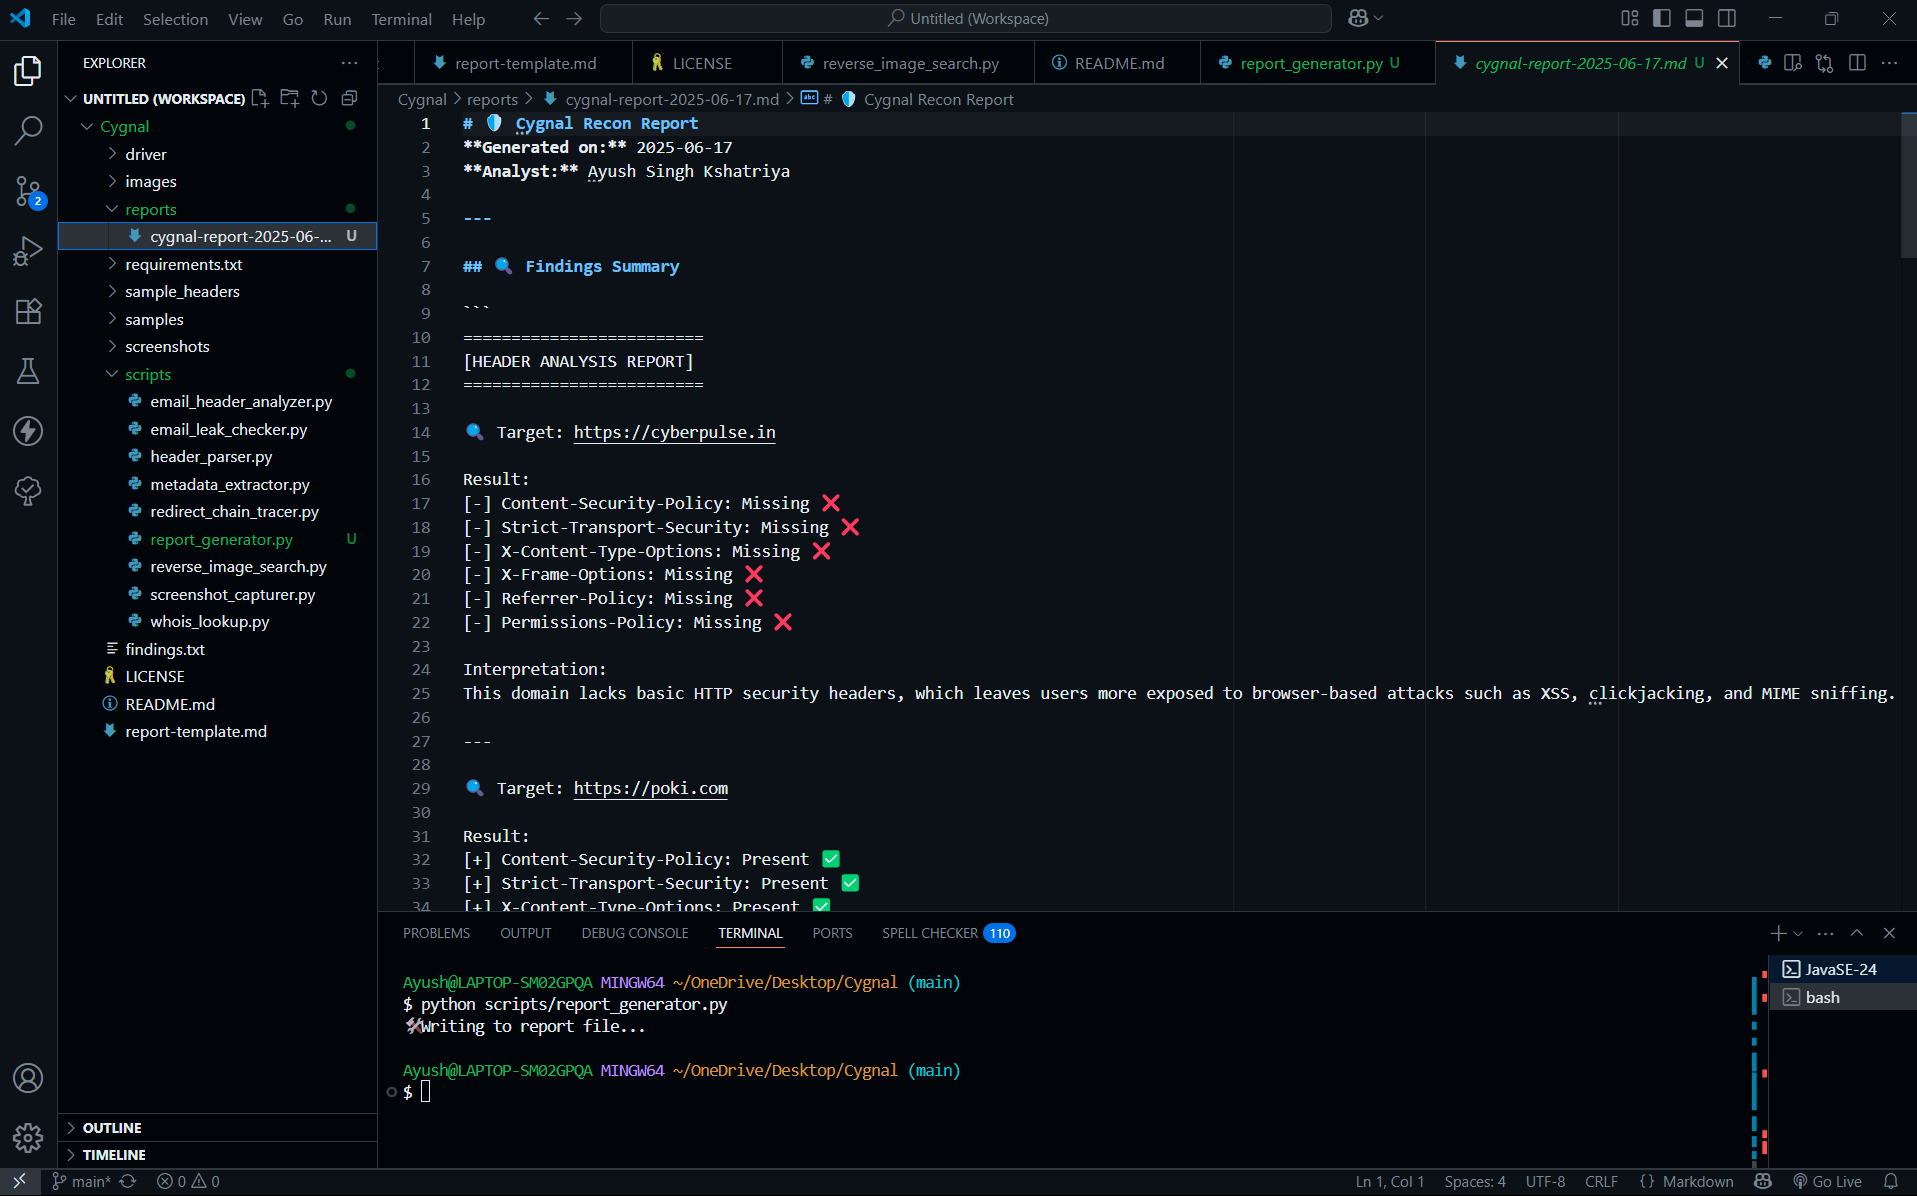 File Edit Selection View Go Run Terminal Help
Untitled (Workspace)
EXPLORER
report-template.md LICENSE reverse_image_search.py README.md report_generator.py U cygnal-report-2025-06-17.md U
UNTITLED (WORKSPACE)
Cygnal
driver
images
reports
cygnal-report-2025-06-... U
requirements.txt
sample_headers
samples
screenshots
scripts
email_header_analyzer.py
email_leak_checker.py
header_parser.py
metadata_extractor.py
redirect_chain_tracer.py
report_generator.py U
reverse_image_search.py
screenshot_capturer.py
whois_lookup.py
findings.txt
LICENSE
README.md
report-template.md
OUTLINE
TIMELINE
2
Cygnal > reports > cygnal-report-2025-06-17.md > abc # 🛡️ Cygnal Recon Report
1 # 🛡️ Cygnal Recon Report
2 **Generated on:** 2025-06-17
3 **Analyst:** Ayush Singh Kshatriya
4
5 ---
6
7 ## 🔍 Findings Summary
8
9 ```
10 =========================
11 [HEADER ANALYSIS REPORT]
12 =========================
13
14 🔍 Target: https://cyberpulse.in
15
16 Result:
17 [-] Content-Security-Policy: Missing ❌
18 [-] Strict-Transport-Security: Missing ❌
19 [-] X-Content-Type-Options: Missing ❌
20 [-] X-Frame-Options: Missing ❌
21 [-] Referrer-Policy: Missing ❌
22 [-] Permissions-Policy: Missing ❌
23
24 Interpretation:
25 This domain lacks basic HTTP security headers, which leaves users more exposed to browser-based attacks such as XSS, clickjacking, and MIME sniffing.
26
27 ---
28
29 🔍 Target: https://poki.com
30
31 Result:
32 [+] Content-Security-Policy: Present ✅
33 [+] Strict-Transport-Security: Present ✅
34 [+] X-Content-Type-Options: Present ✅
PROBLEMS OUTPUT DEBUG CONSOLE TERMINAL PORTS SPELL CHECKER 110
Ayush@LAPTOP-SM02GPQA MINGW64 ~/OneDrive/Desktop/Cygnal (main)
$ python scripts/report_generator.py
🛠️Writing to report file...
Ayush@LAPTOP-SM02GPQA MINGW64 ~/OneDrive/Desktop/Cygnal (main)
$
JavaSE-24
bash
main* 0 0 Ln 1, Col 1 Spaces: 4 UTF-8 CRLF {} Markdown Go Live